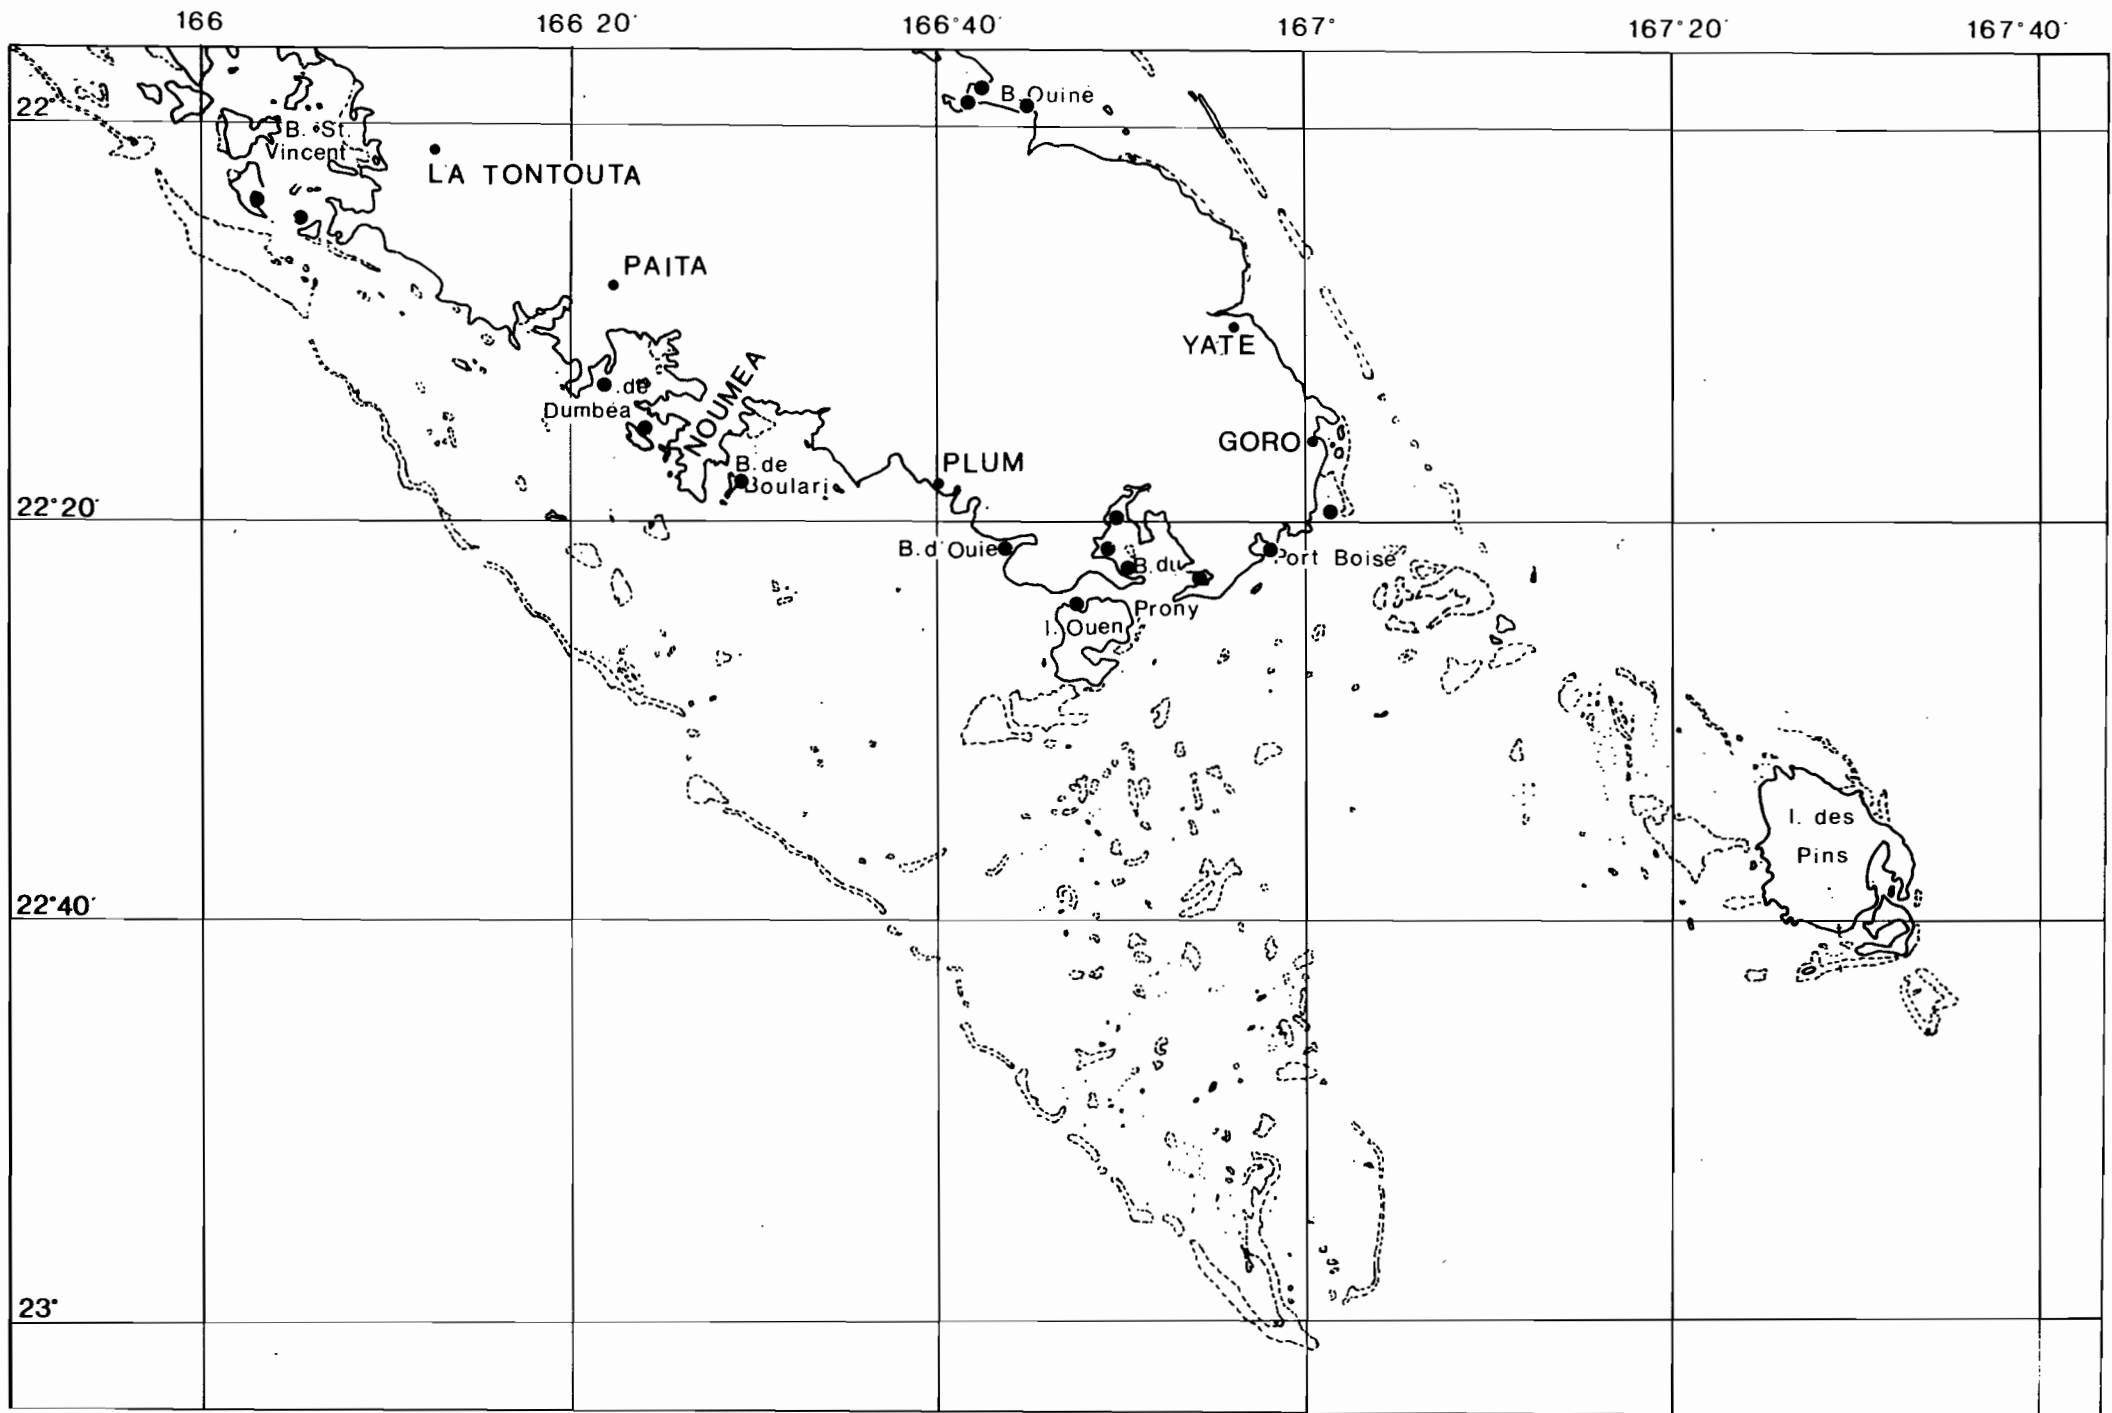 166 166 20' 166°40' 167° 167°20' 167°40'
22°
B. Ouiné
B. St.
Vincent
LA TONTOUTA
PAITA
YATE
B. de
Dumbéa
NOUMEA
GORO
B. de
Boulari
PLUM
22°20'
B. d'Ouie
Port Boisé
B. du
Prony
I. Ouen
I. des
Pins
22°40'
23°